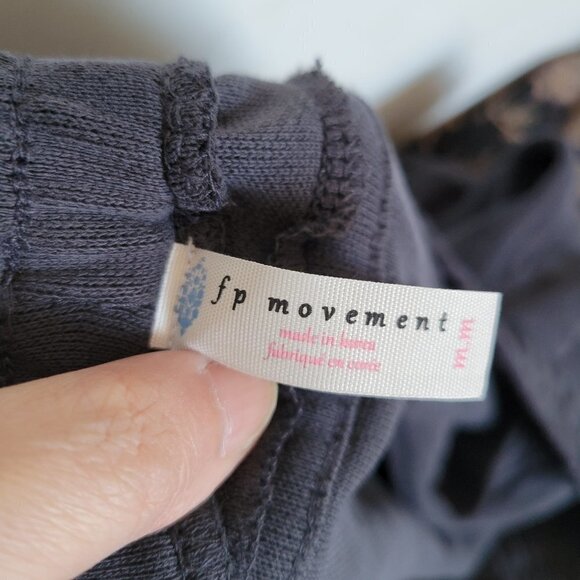 fp movement
made in korea
fabriqué en corée
m.m